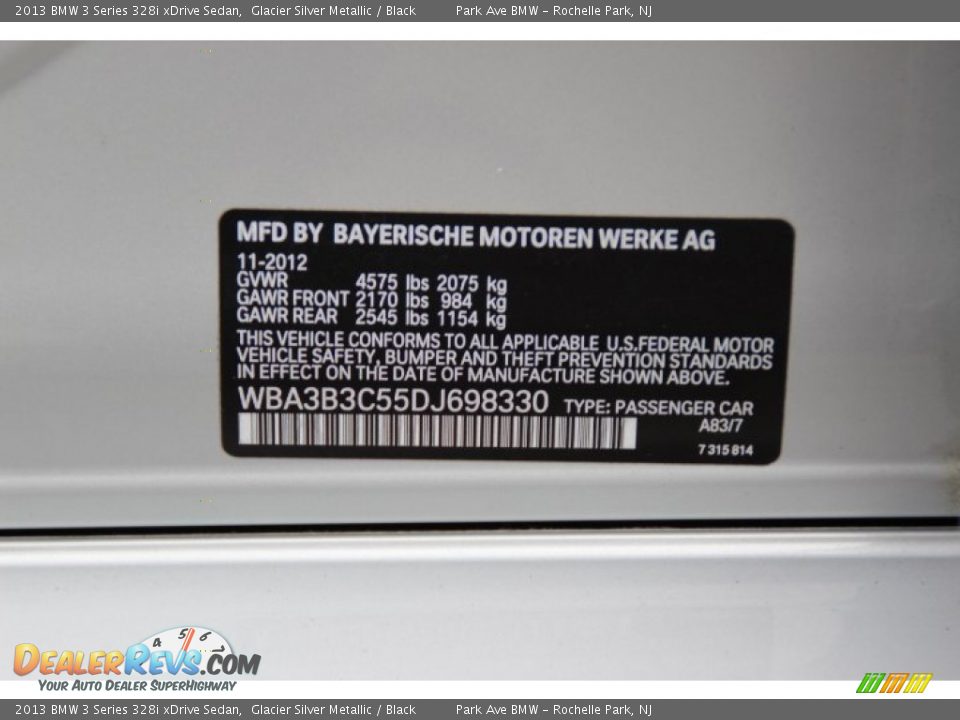 2013 BMW 3 Series 328i xDrive Sedan, Glacier Silver Metallic / Black Park Ave BMW - Rochelle Park, NJ
MFD BY BAYERISCHE MOTOREN WERKE AG
11-2012
GVWR 4575 lbs 2075 kg
GAWR FRONT 2170 lbs 984 kg
GAWR REAR 2545 lbs 1154 kg
THIS VEHICLE CONFORMS TO ALL APPLICABLE U.S.FEDERAL MOTOR
VEHICLE SAFETY, BUMPER AND THEFT PREVENTION STANDARDS
IN EFFECT ON THE DATE OF MANUFACTURE SHOWN ABOVE.
WBA3B3C55DJ698330 TYPE: PASSENGER CAR
A83/7
7 315 814
4 5 6
DealerRevs.com
Your Auto Dealer SuperHighway
2013 BMW 3 Series 328i xDrive Sedan, Glacier Silver Metallic / Black Park Ave BMW - Rochelle Park, NJ